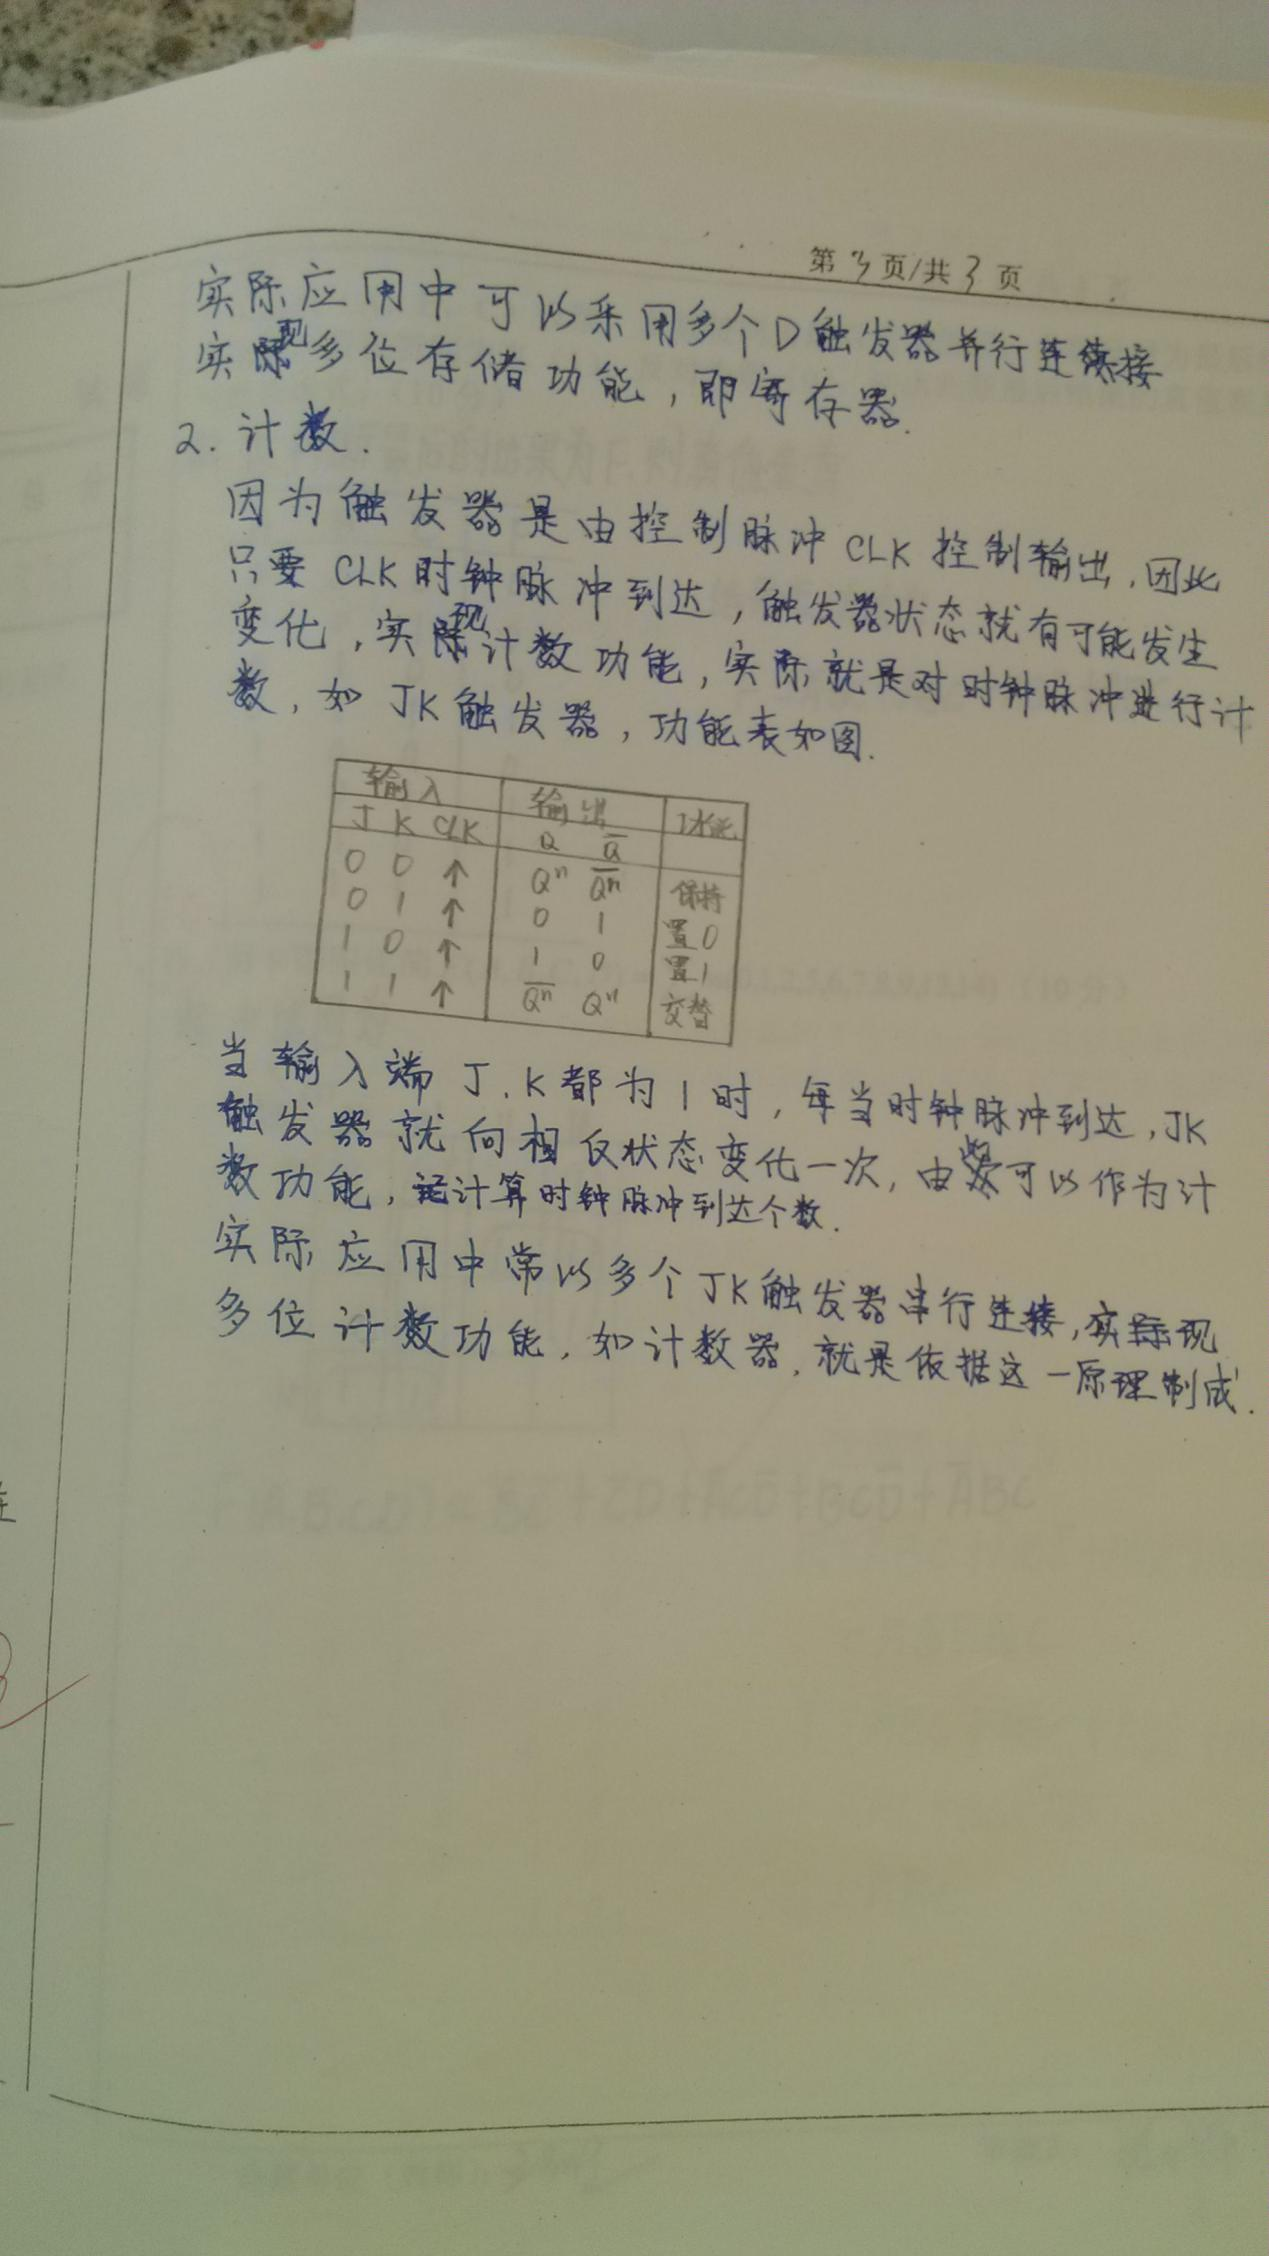 第3页/共3页
实际应用中可以采用多个D触发器并行连接
实现多位存储功能，即寄存器.
2. 计数.
因为触发器是由控制脉冲CLK控制输出，因此
只要CLK时钟脉冲到达，触发器状态就有可能发生
变化，实现计数功能，实际就是对时钟脉冲进行计
数，如JK触发器，功能表如图.
输入 输出 功能
J K CLK Q Q̅
0 0 ↑ Qⁿ Q̅ⁿ 保持
0 1 ↑ 0 1 置0
1 0 ↑ 1 0 置1
1 1 ↑ Q̅ⁿ Qⁿ 交替
当输入端J.K都为1时，每当时钟脉冲到达，JK
触发器就向相反状态变化一次，由此可以作为计
数功能，计算时钟脉冲到达个数.
实际应用中常以多个JK触发器串行连接，实现
多位计数功能，如计数器，就是依据这一原理制成.